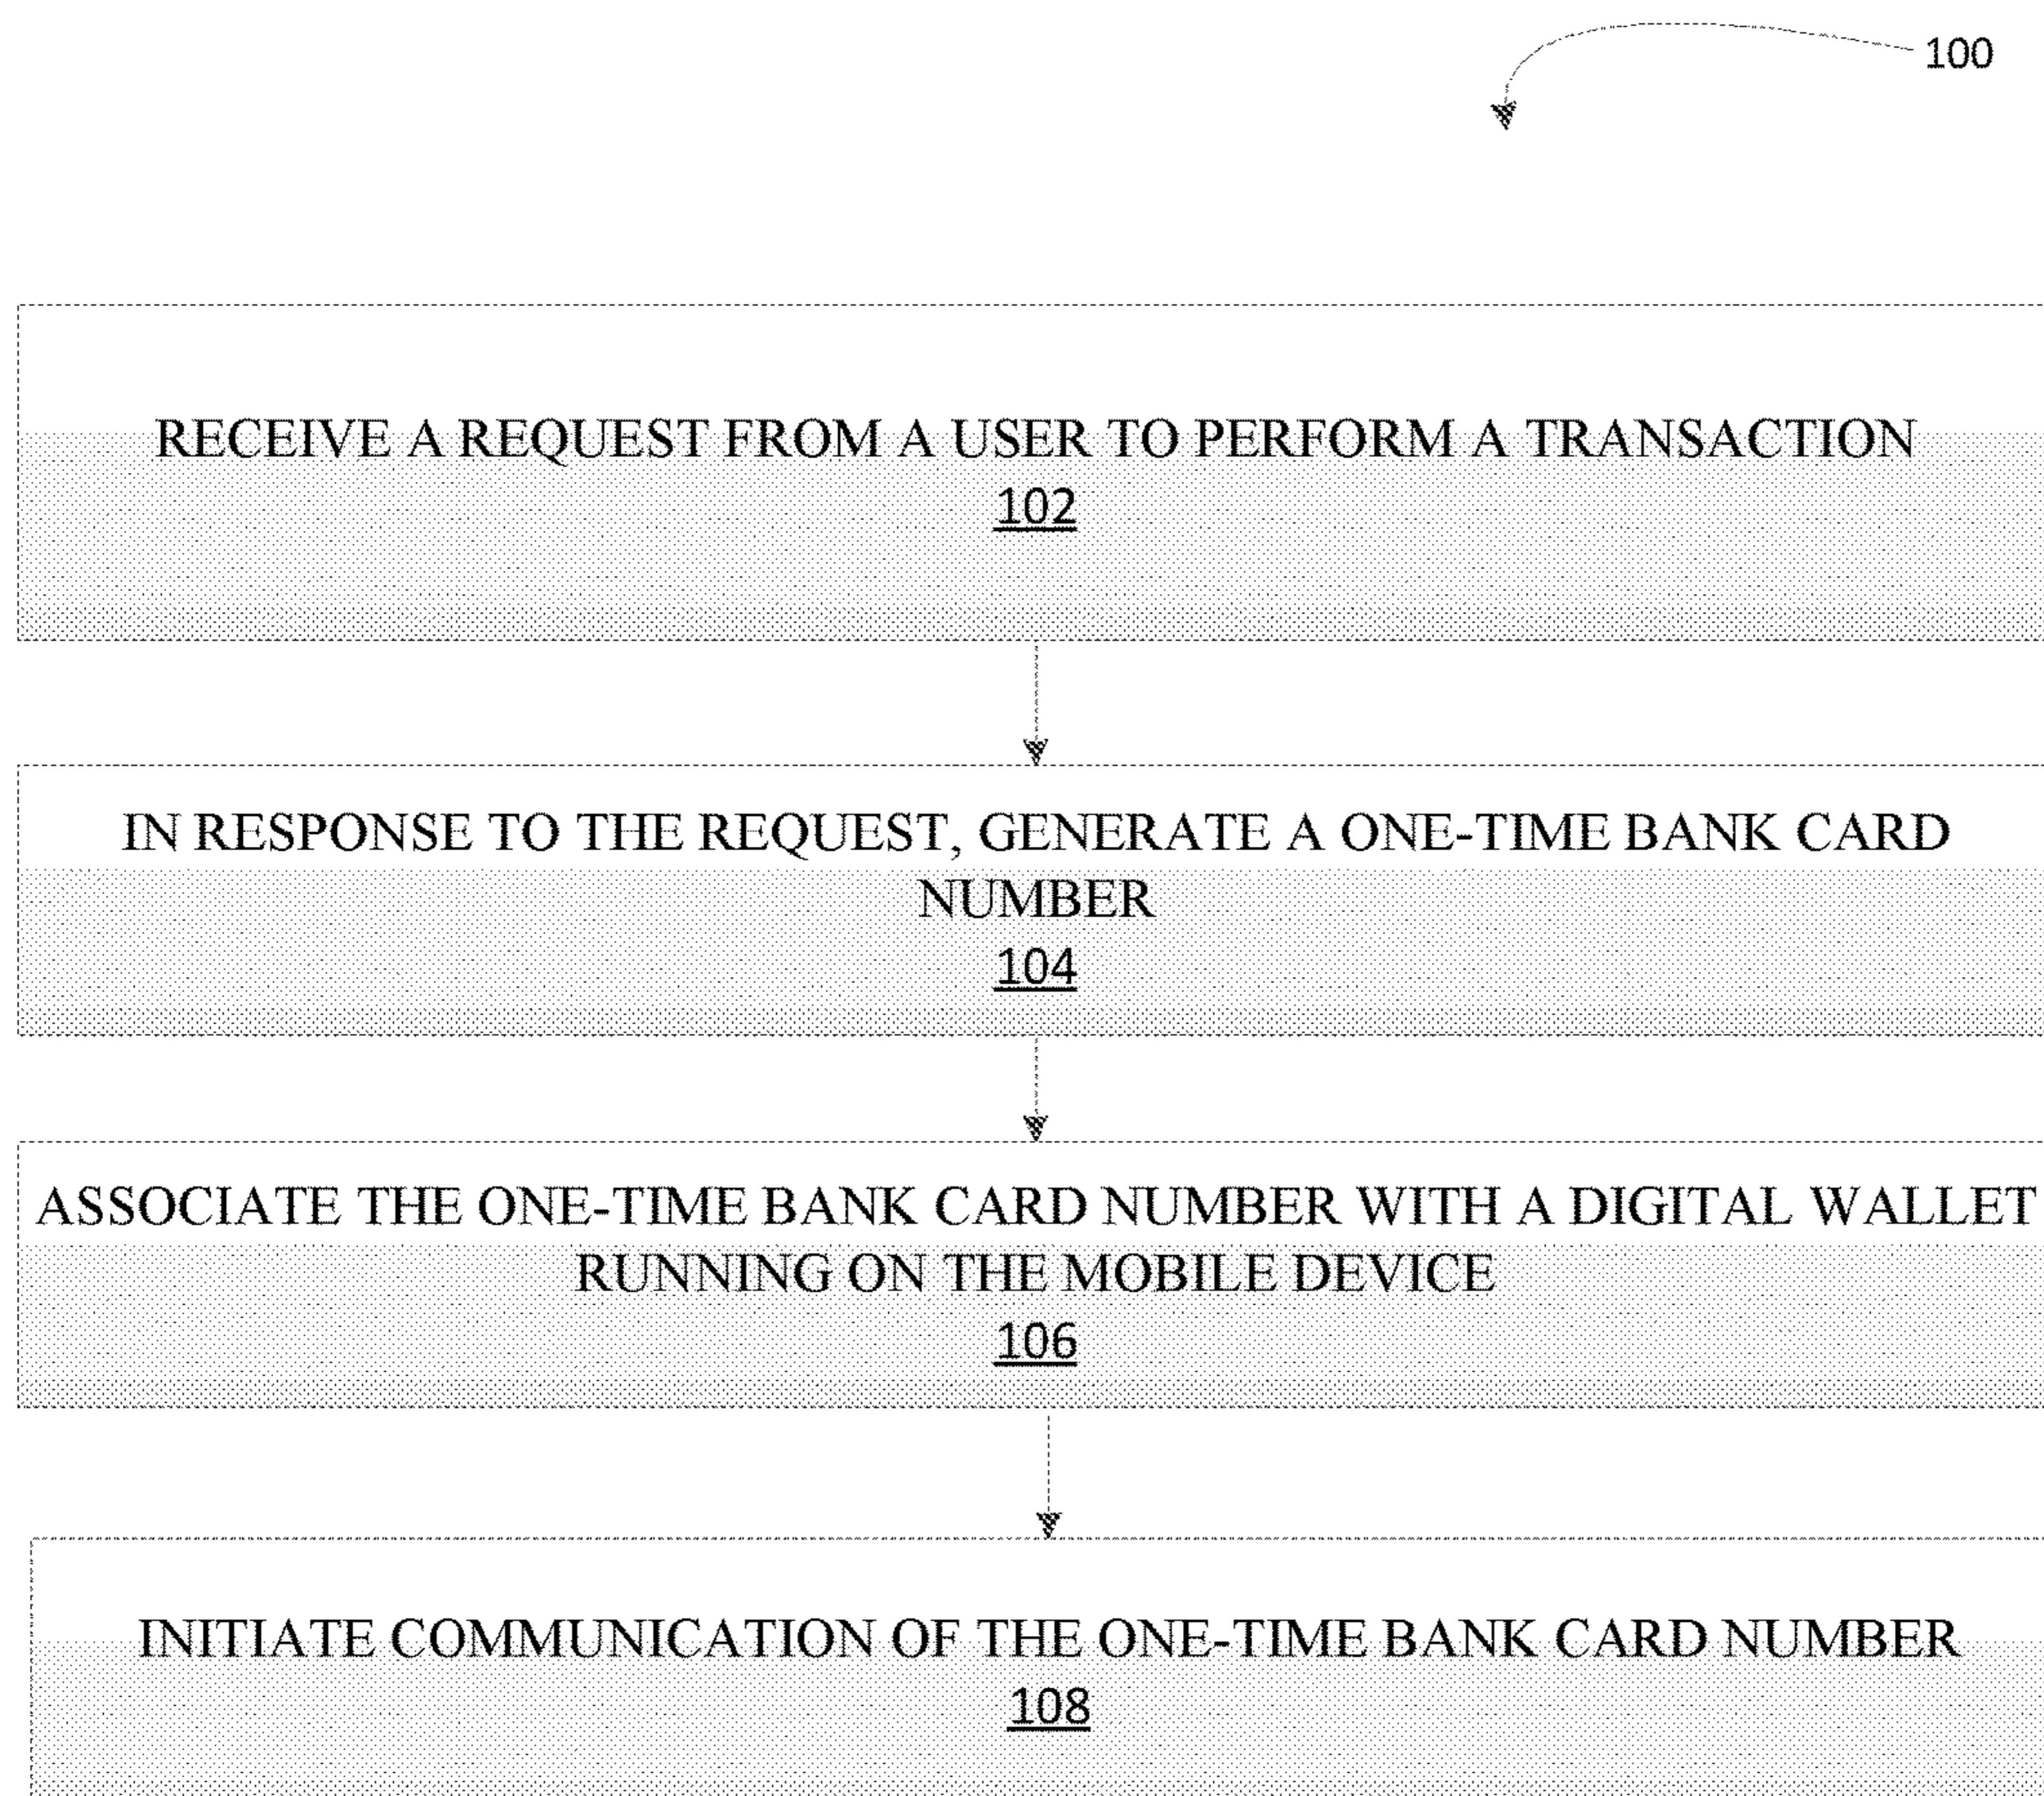 100
RECEIVE A REQUEST FROM A USER TO PERFORM A TRANSACTION
102
IN RESPONSE TO THE REQUEST, GENERATE A ONE-TIME BANK CARD
NUMBER
104
ASSOCIATE THE ONE-TIME BANK CARD NUMBER WITH A DIGITAL WALLET
RUNNING ON THE MOBILE DEVICE
106
INITIATE COMMUNICATION OF THE ONE-TIME BANK CARD NUMBER
108